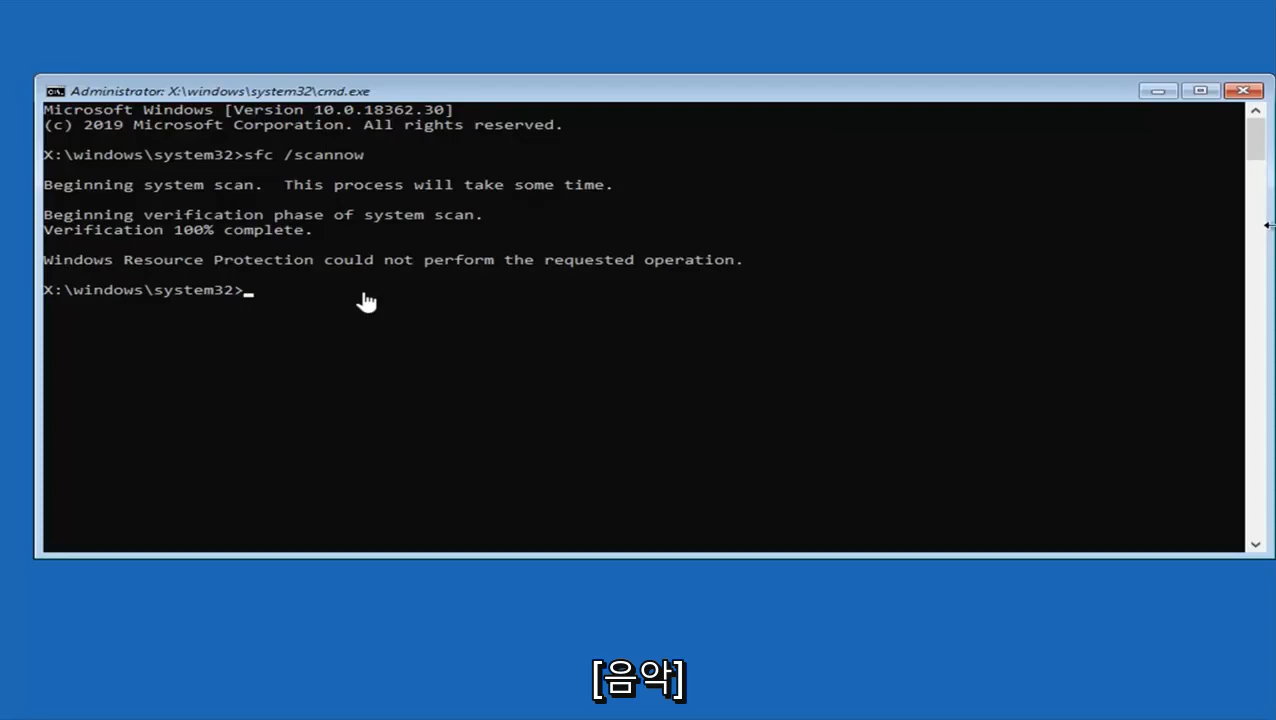 Administrator: X:\windows\system32\cmd.exe
Microsoft Windows [Version 10.0.18362.30]
(c) 2019 Microsoft Corporation. All rights reserved.
X:\windows\system32>sfc /scannow
Beginning system scan.  This process will take some time.
Beginning verification phase of system scan.
Verification 100% complete.
Windows Resource Protection could not perform the requested operation.
X:\windows\system32>
[음악]